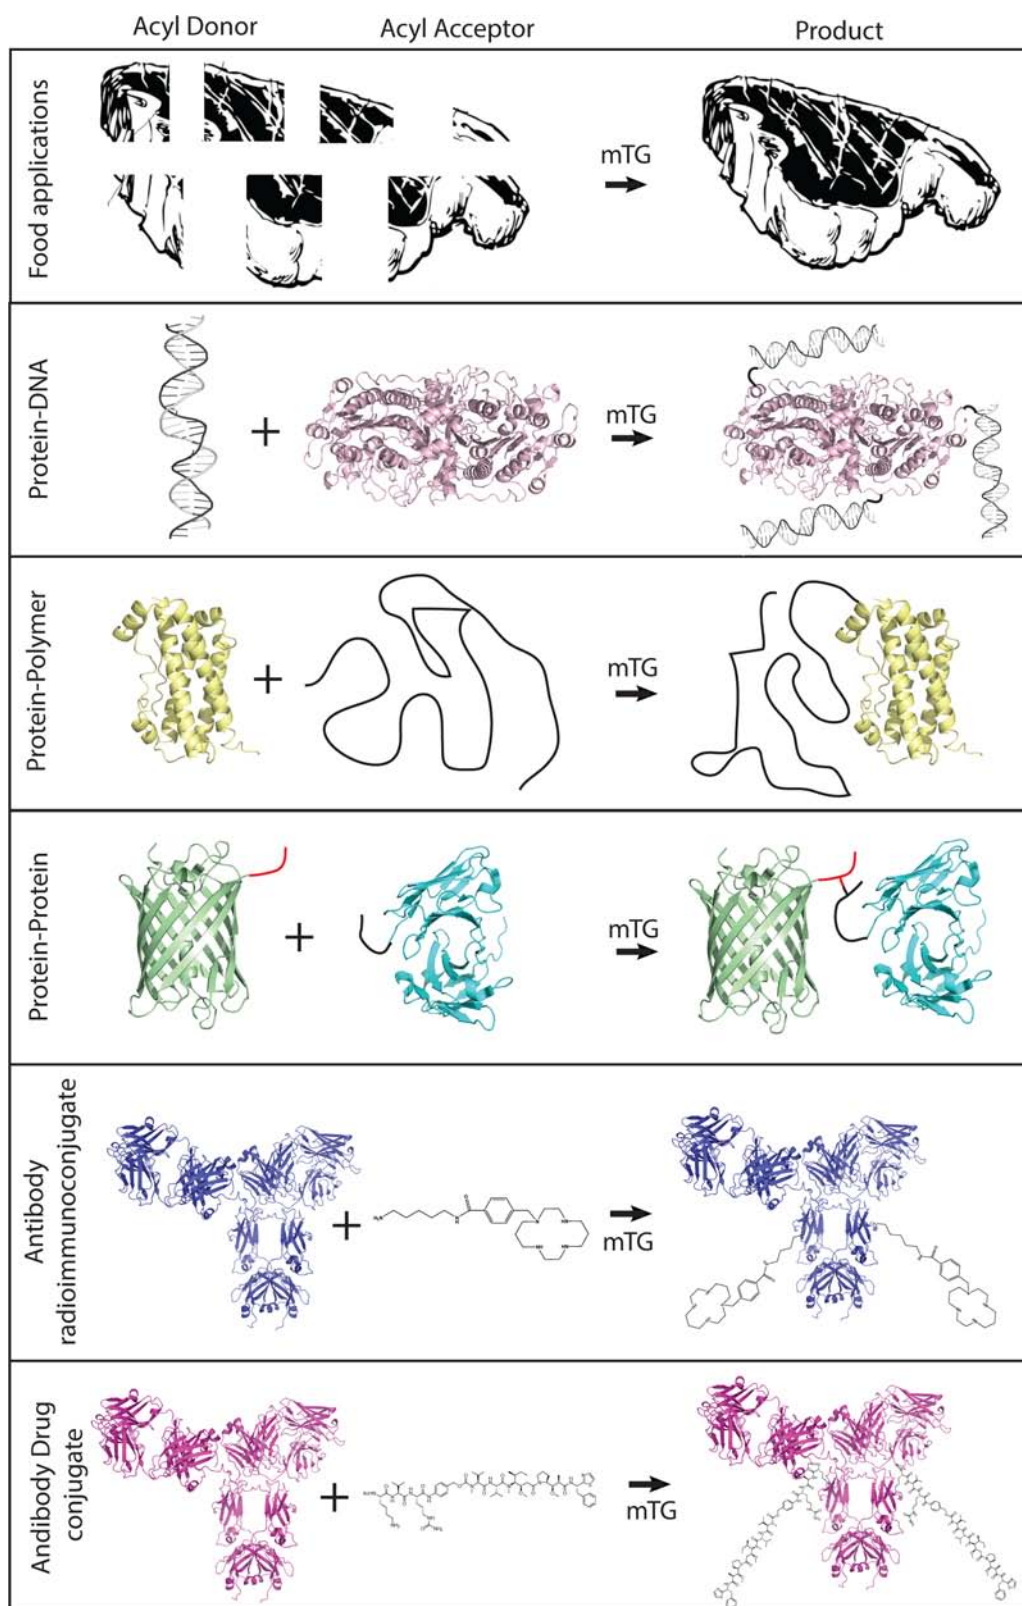 Acyl Donor Acyl Acceptor Product
Food applications
mTG
Protein-DNA
+
mTG
Protein-Polymer
+
mTG
Protein-Protein
+
mTG
Antibody
radioimmunoconjugate
+
mTG
Andibody Drug
conjugate
+
mTG